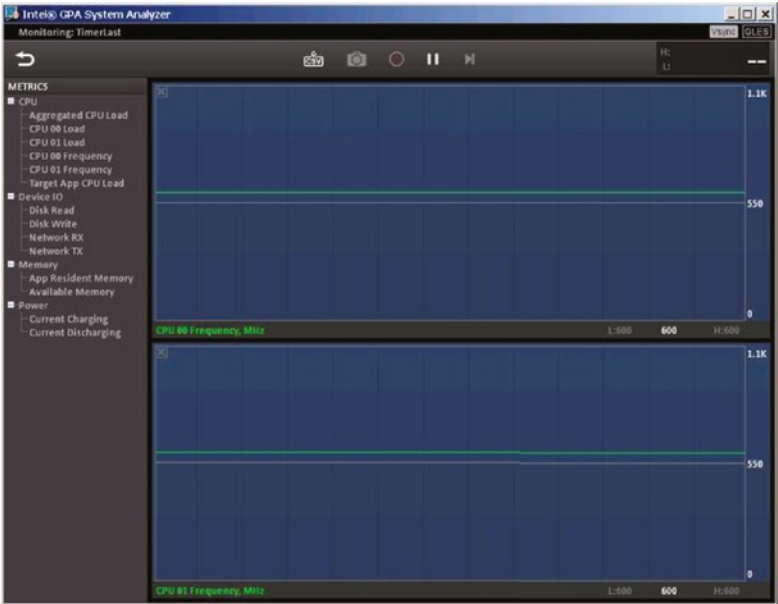 Intel® GPA System Analyzer
Monitoring: TimerLast
Vsync GLES
CSV
H:
L:
--
METRICS
CPU
Aggregated CPU Load
CPU 00 Load
CPU 01 Load
CPU 00 Frequency
CPU 01 Frequency
Target App CPU Load
Device IO
Disk Read
Disk Write
Network RX
Network TX
Memory
App Resident Memory
Available Memory
Power
Current Charging
Current Discharging
1.1K
550
0
CPU 00 Frequency, MHz L:600 600 H:600
1.1K
550
0
CPU 01 Frequency, MHz L:600 600 H:600